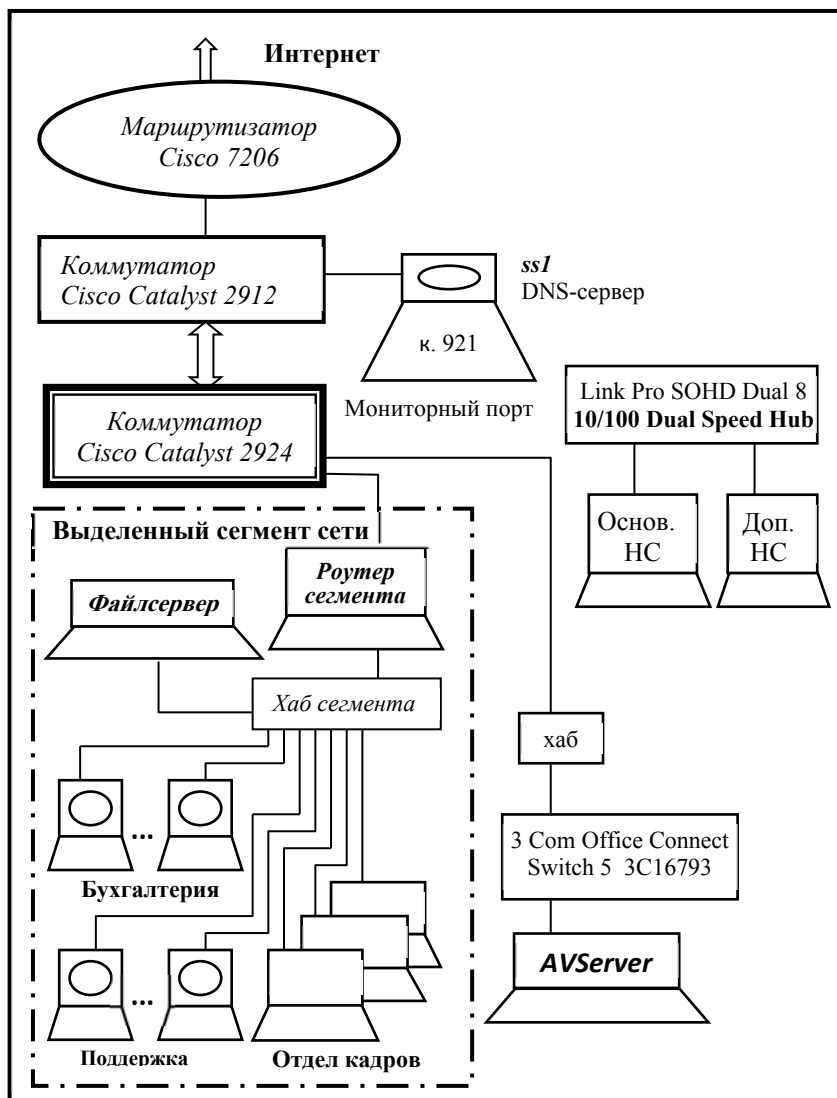 Интернет
Маршрутизатор
Cisco 7206
Коммутатор
Cisco Catalyst 2912
ss1
DNS-сервер
к. 921
Мониторный порт
Link Pro SOHD Dual 8
10/100 Dual Speed Hub
Коммутатор
Cisco Catalyst 2924
Основ.
НС
Доп.
НС
Выделенный сегмент сети
Файлсервер
Роутер
сегмента
Хаб сегмента
хаб
...
Бухгалтерия
3 Com Office Connect
Switch 5 3C16793
AVServer
...
Поддержка
Отдел кадров